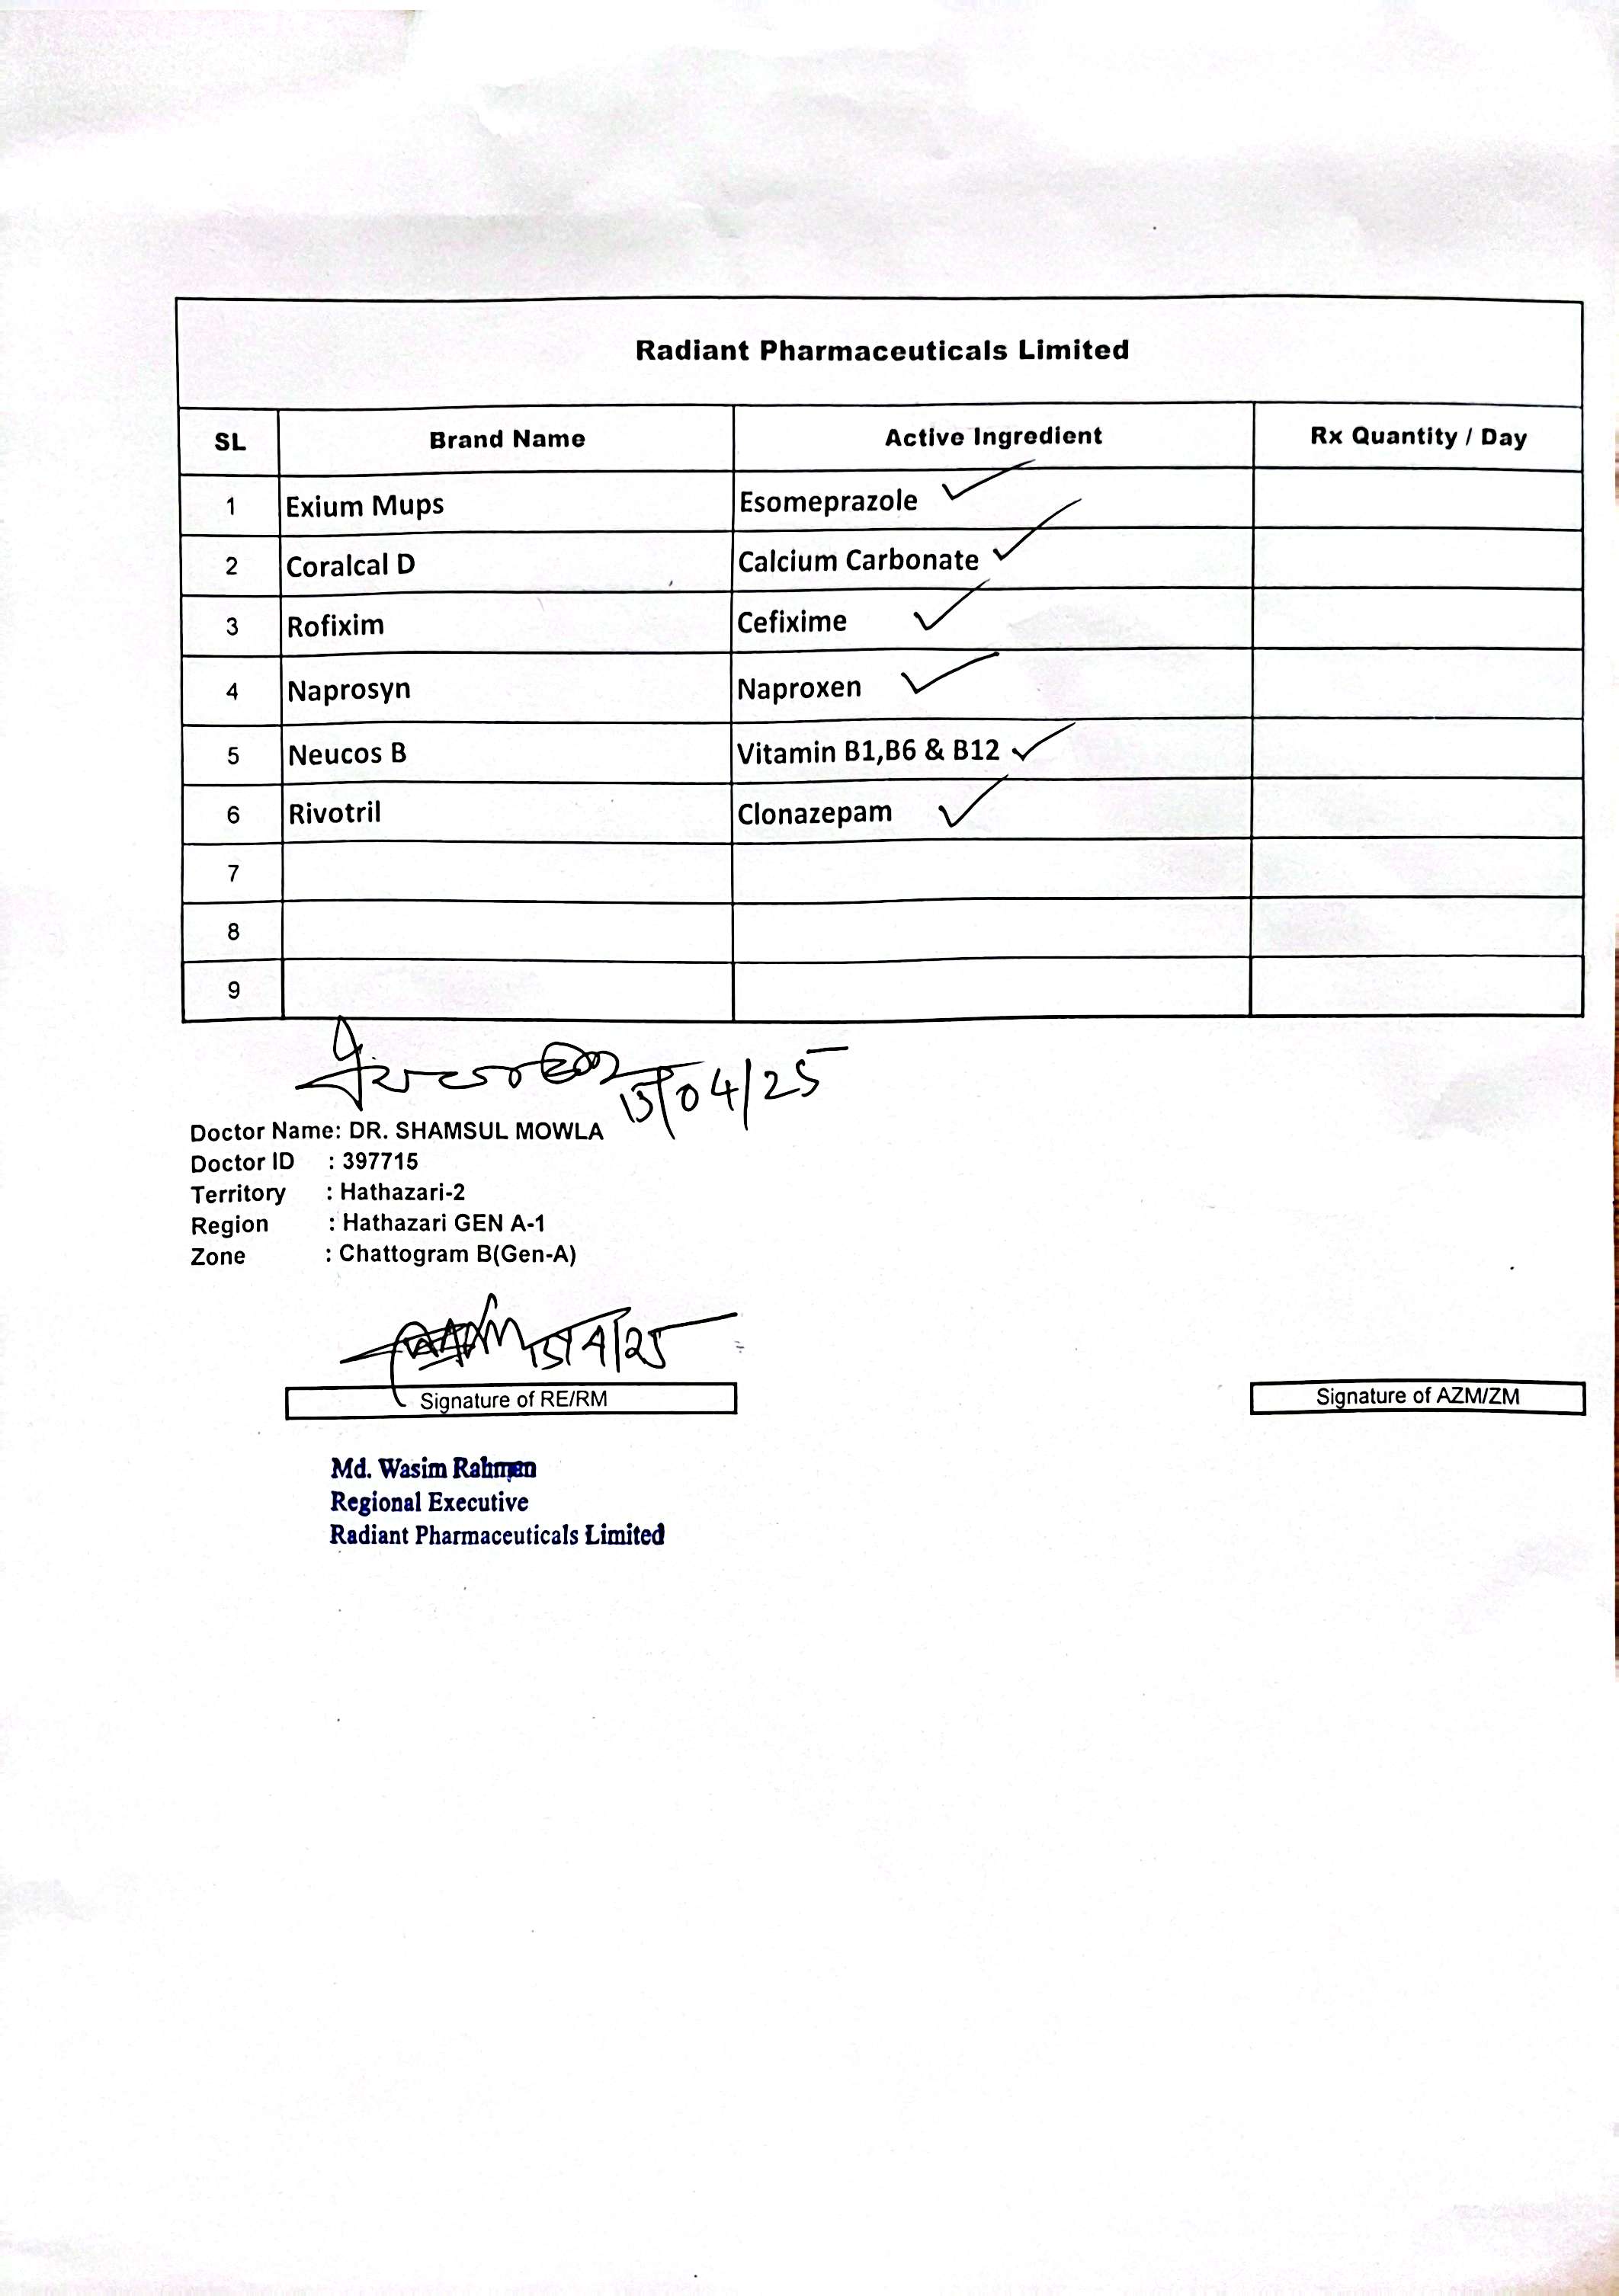 Radiant Pharmaceuticals Limited
SL Brand Name Active Ingredient Rx Quantity / Day
1 Exium Mups Esomeprazole ✓
2 Coralcal D Calcium Carbonate ✓
3 Rofixim Cefixime ✓
4 Naprosyn Naproxen ✓
5 Neucos B Vitamin B1,B6 & B12 ✓
6 Rivotril Clonazepam ✓
7
8
9
15/04/25
Doctor Name: DR. SHAMSUL MOWLA
Doctor ID : 397715
Territory : Hathazari-2
Region : Hathazari GEN A-1
Zone : Chattogram B(Gen-A)
15/4/25
Signature of RE/RM Signature of AZM/ZM
Md. Wasim Rahman
Regional Executive
Radiant Pharmaceuticals Limited